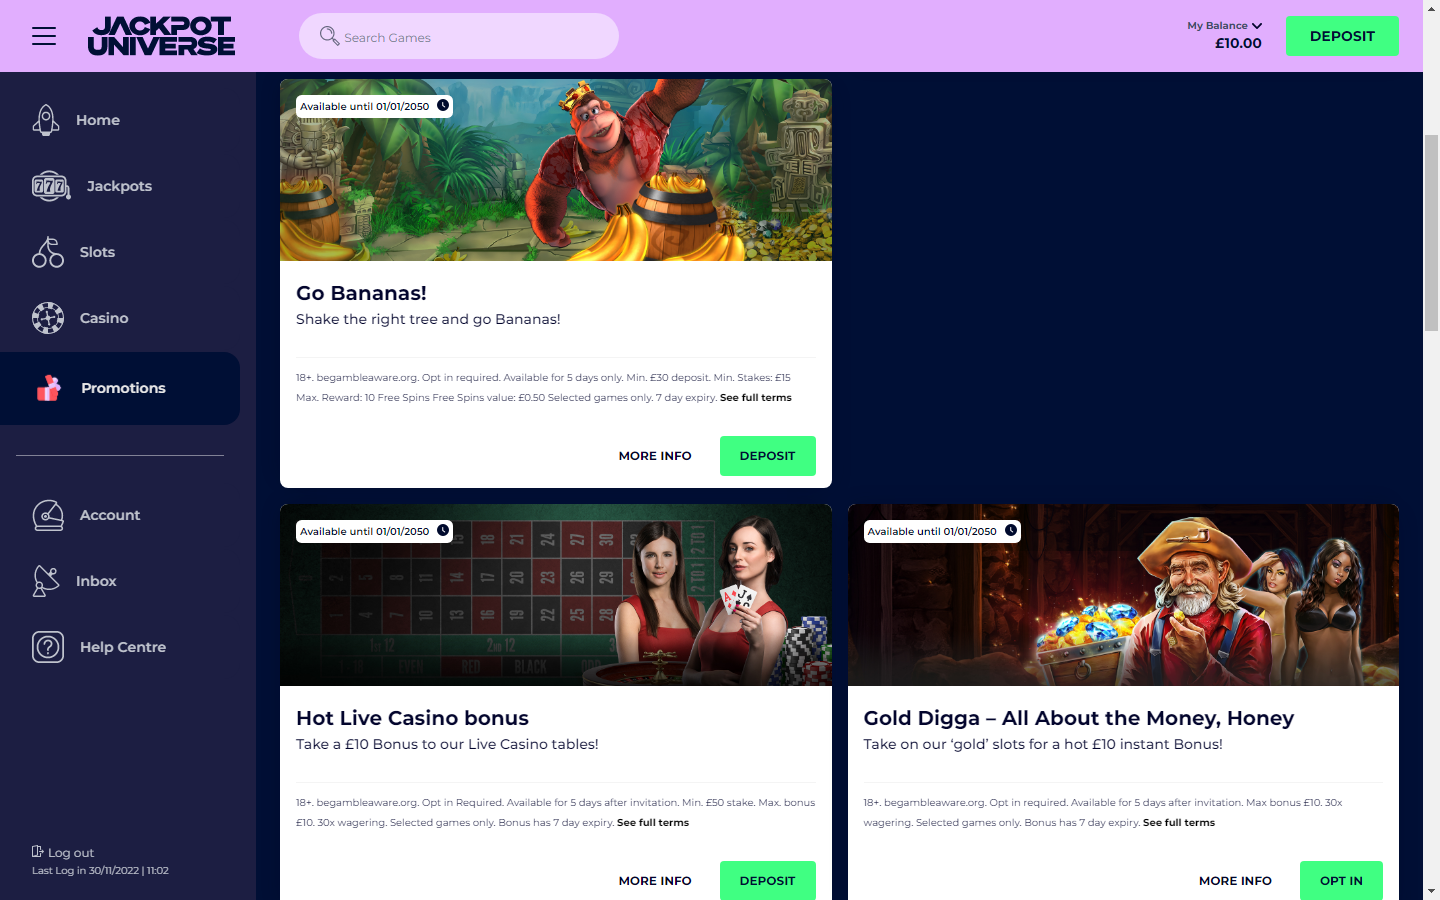 JACKPOT
UNIVERSE
Search Games
My Balance
£10.00
DEPOSIT
Home
Jackpots
Slots
Casino
Promotions
Account
Inbox
Help Centre
Log out
Last Log in 30/11/2022 | 11:02
Available until 01/01/2050
Go Bananas!
Shake the right tree and go Bananas!
18+. begambleaware.org. Opt in required. Available for 5 days only. Min. £30 deposit. Min. Stakes: £15
Max. Reward: 10 Free Spins Free Spins value: £0.50 Selected games only. 7 day expiry. See full terms
MORE INFO
DEPOSIT
Available until 01/01/2050
Hot Live Casino bonus
Take a £10 Bonus to our Live Casino tables!
18+. begambleaware.org. Opt in Required. Available for 5 days after invitation. Min. £50 stake. Max. bonus
£10. 30x wagering. Selected games only. Bonus has 7 day expiry. See full terms
MORE INFO
DEPOSIT
Available until 01/01/2050
Gold Digga – All About the Money, Honey
Take on our ‘gold’ slots for a hot £10 instant Bonus!
18+. begambleaware.org. Opt in required. Available for 5 days after invitation. Max bonus £10. 30x
wagering. Selected games only. Bonus has 7 day expiry. See full terms
MORE INFO
OPT IN